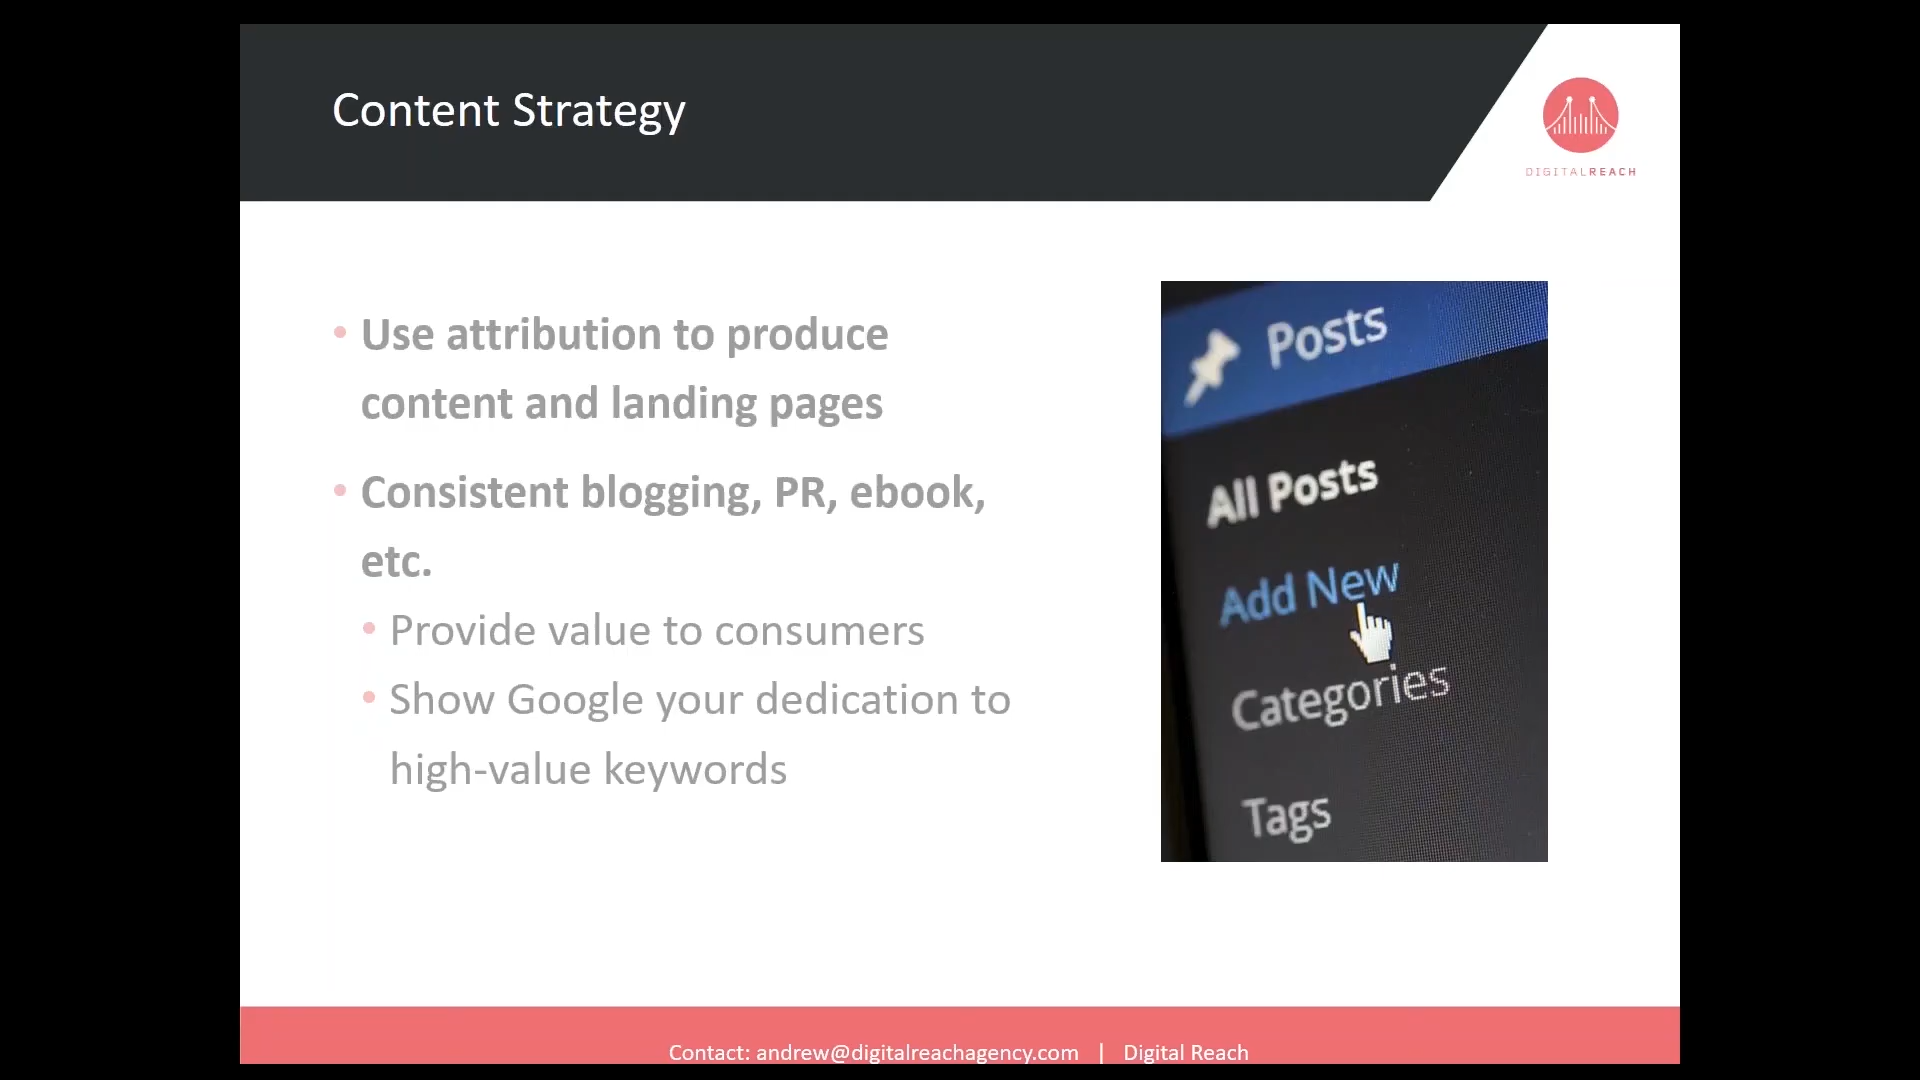 Content Strategy
DIGITALREACH
• Use attribution to produce
content and landing pages
• Consistent blogging, PR, ebook,
etc.
• Provide value to consumers
• Show Google your dedication to
high-value keywords
Posts
All Posts
Add New
Categories
Tags
Contact: andrew@digitalreachagency.com | Digital Reach